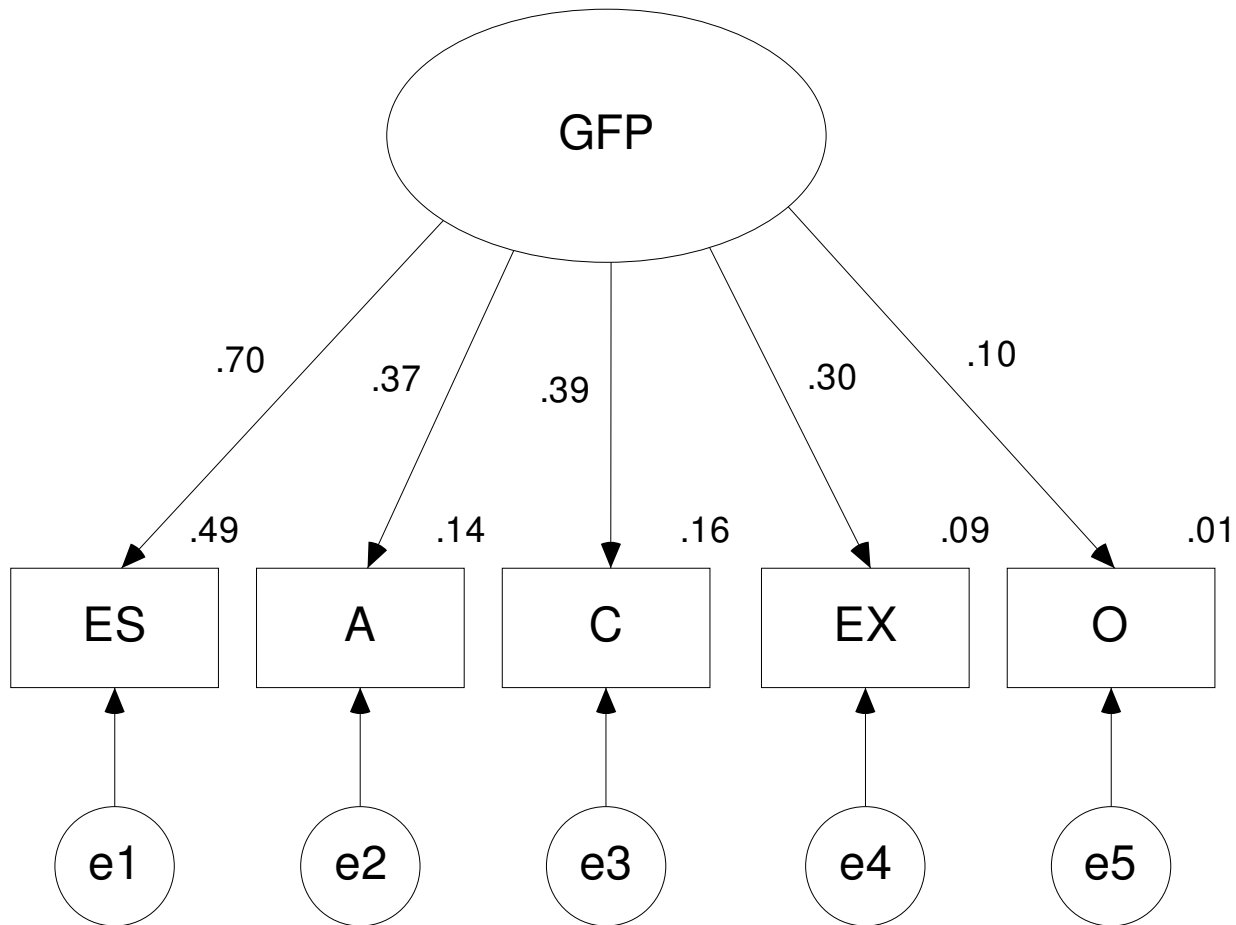 GFP
.70 .37 .39 .30 .10
.49 .14 .16 .09 .01
ES A C EX O
e1 e2 e3 e4 e5